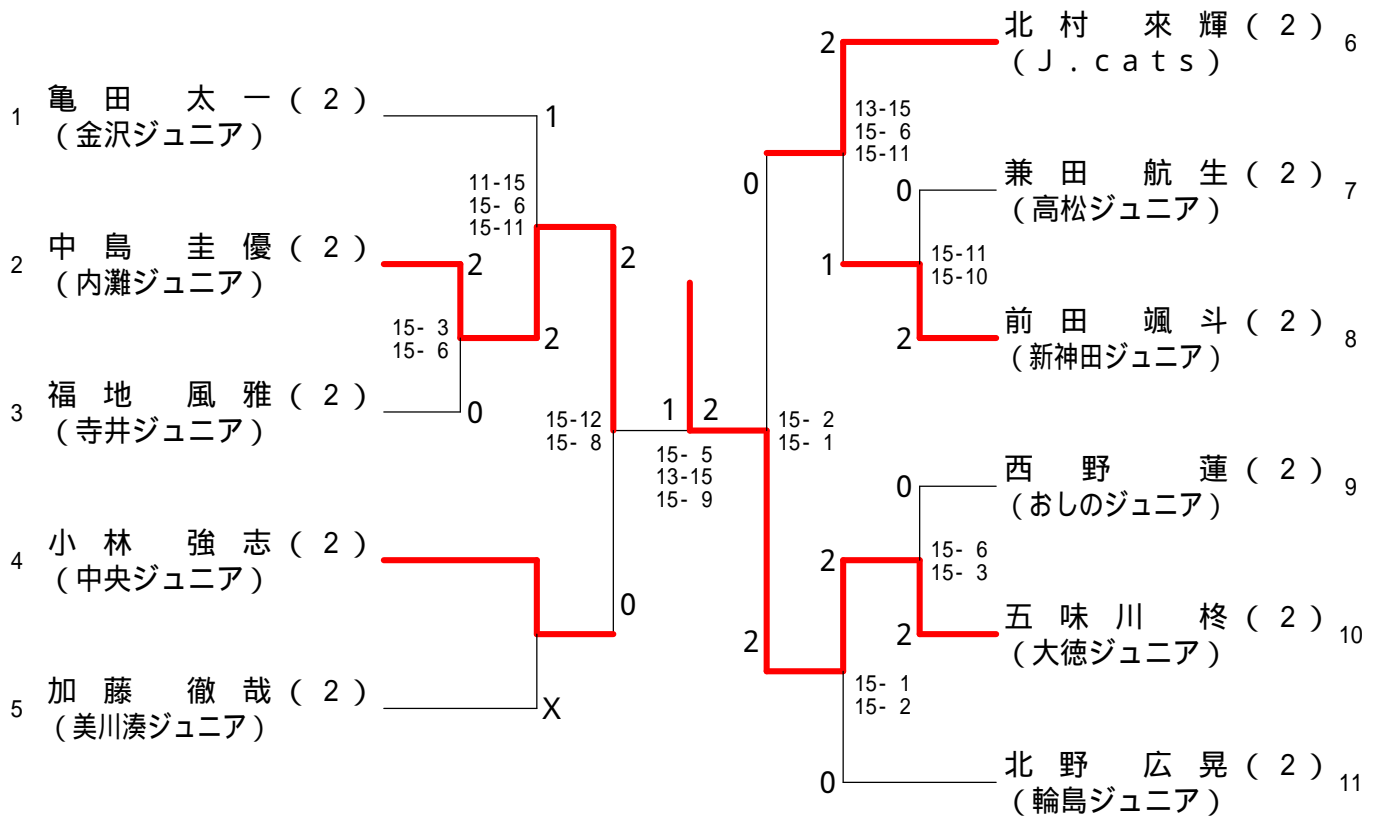 1 亀田 太一(2)
(金沢ジュニア)
2 中島 圭優(2)
(内灘ジュニア)
3 福地 風雅(2)
(寺井ジュニア)
4 小林 強志(2)
(中央ジュニア)
5 加藤 徹哉(2)
(美川湊ジュニア)
1
11-15
15- 6
15-11
2
2
15- 3
15- 6
0
2
15-12
15- 8
0
X
1 2
15- 5
13-15
15- 9
0
15- 2
15- 1
2
2
13-15
15- 6
15-11
1
0
15-11
15-10
2
0
15- 6
15- 3
2
2
15- 1
15- 2
0
北村 來輝(2) 6
(J.cats)
兼田 航生(2) 7
(高松ジュニア)
前田 颯斗(2) 8
(新神田ジュニア)
西野 蓮(2) 9
(おしのジュニア)
五味川 柊(2) 10
(大徳ジュニア)
北野 広晃(2) 11
(輪島ジュニア)